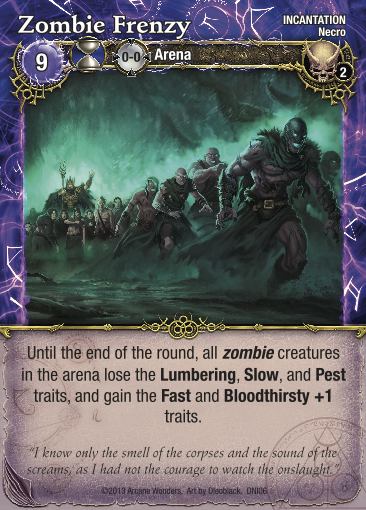 Zombie Frenzy
INCANTATION
Necro
9
0-0
Arena
2
Until the end of the round, all zombie creatures
in the arena lose the Lumbering, Slow, and Pest
traits, and gain the Fast and Bloodthirsty +1
traits.
"I know only the smell of the corpses and the sound of the
screams, as I had not the courage to watch the onslaught."
©2013 Arcane Wonders. Art by Oleoblack. DNI06